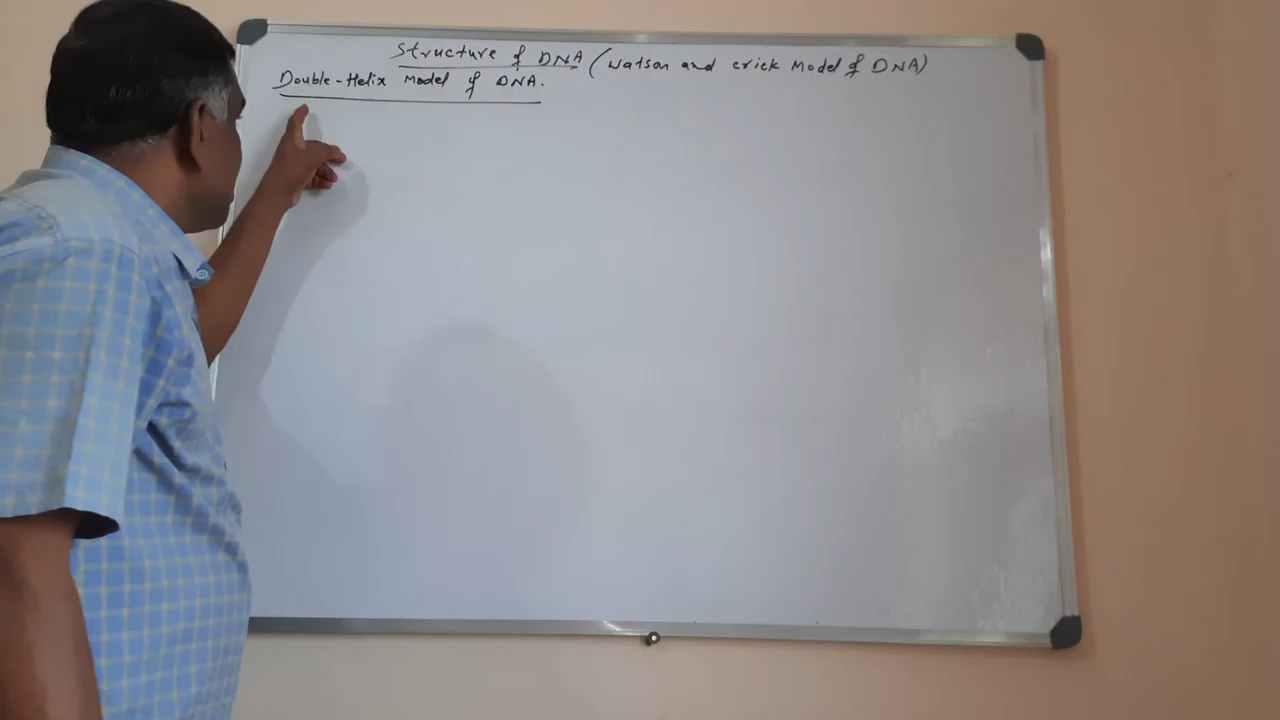 Structure of DNA (Watson and Crick Model of DNA)
Double-Helix Model of DNA.